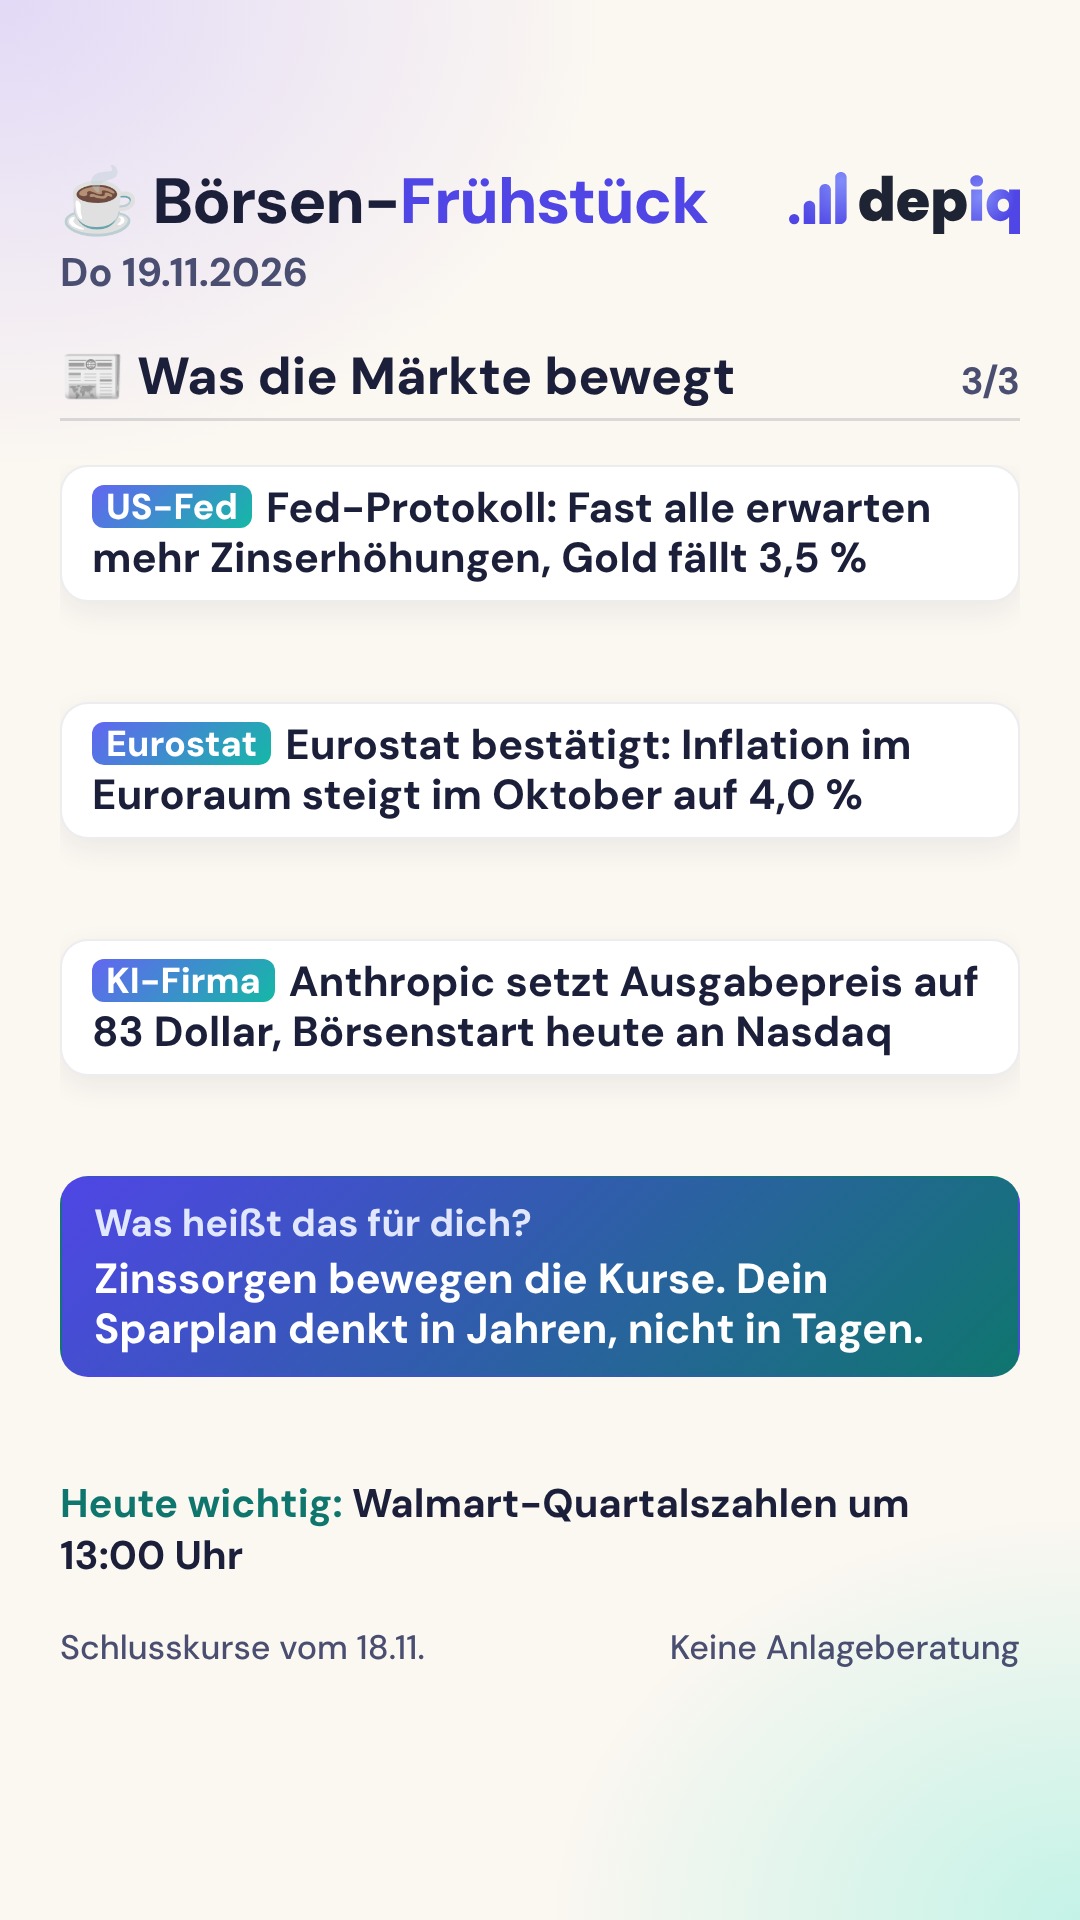 Börsen-Frühstück
depiq
Do 19.11.2026
Was die Märkte bewegt
3/3
US-Fed Fed-Protokoll: Fast alle erwarten
mehr Zinserhöhungen, Gold fällt 3,5 %
Eurostat Eurostat bestätigt: Inflation im
Euroraum steigt im Oktober auf 4,0 %
KI-Firma Anthropic setzt Ausgabepreis auf
83 Dollar, Börsenstart heute an Nasdaq
Was heißt das für dich?
Zinssorgen bewegen die Kurse. Dein
Sparplan denkt in Jahren, nicht in Tagen.
Heute wichtig: Walmart-Quartalszahlen um
13:00 Uhr
Schlusskurse vom 18.11.
Keine Anlageberatung